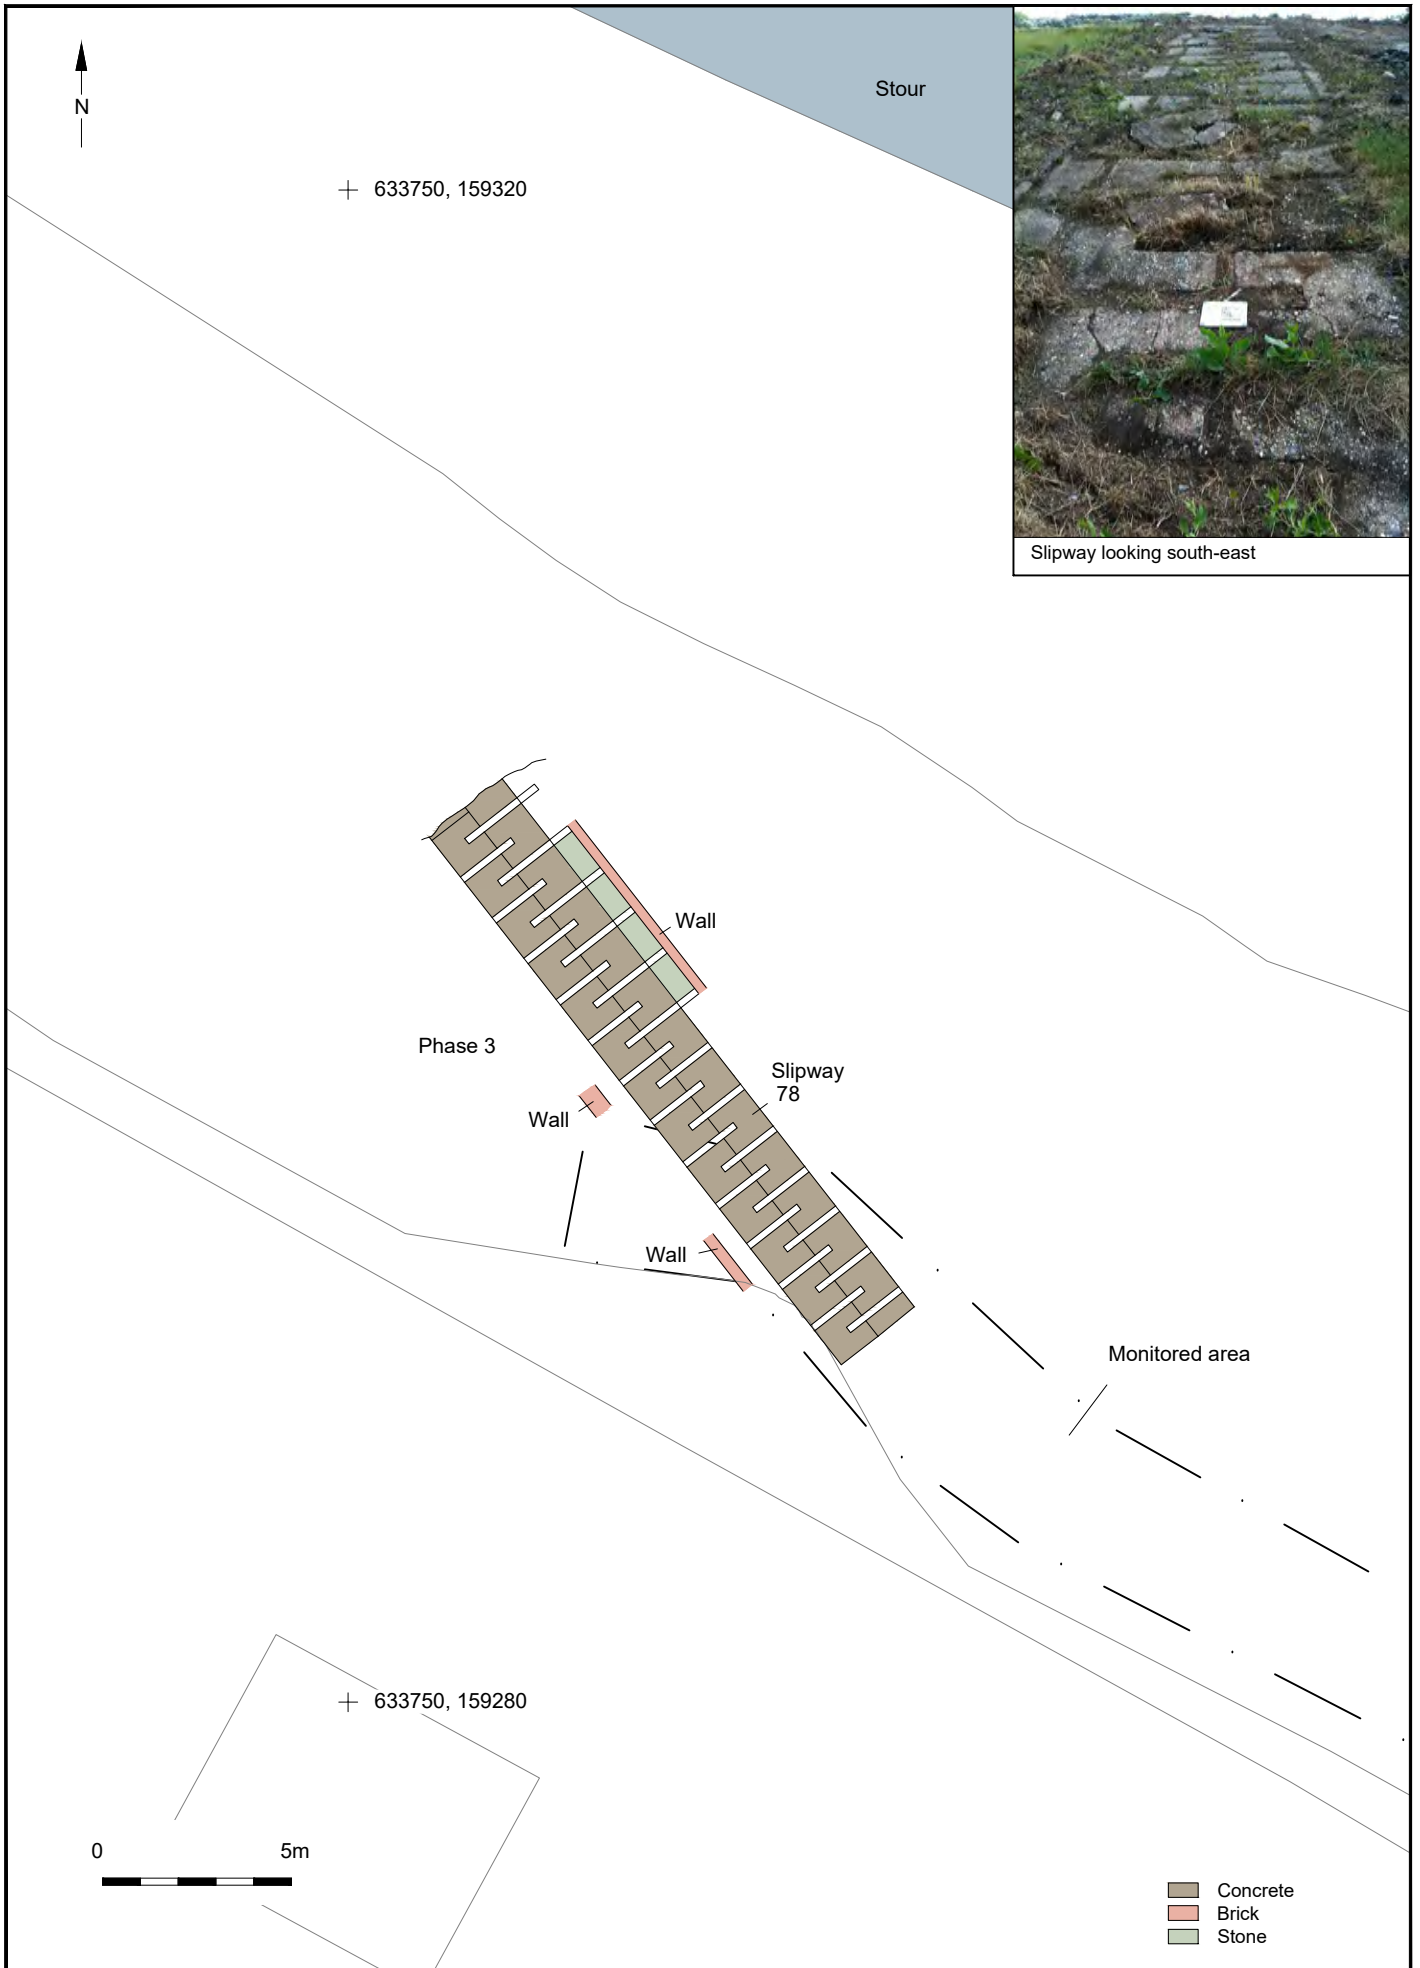 Stour
N
633750, 159320
Slipway looking south-east
Wall
Phase 3
Slipway
78
Wall
Wall
Monitored area
633750, 159280
0 5m
Concrete
Brick
Stone